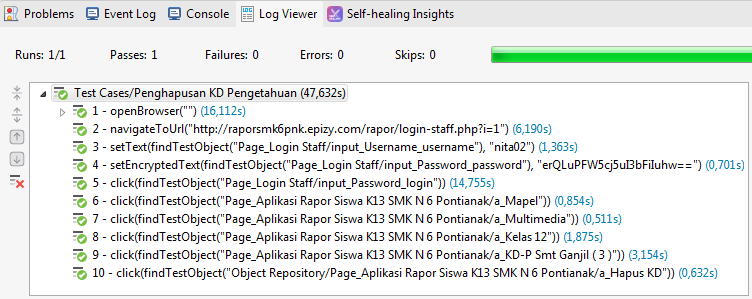 Problems Event Log Console Log Viewer Self-healing Insights
Runs: 1/1 Passes: 1 Failures: 0 Errors: 0 Skips: 0
Test Cases/Penghapusan KD Pengetahuan (47,632s)
1 - openBrowser("") (16,112s)
2 - navigateToUrl("http://raporsmk6pnk.epizy.com/rapor/login-staff.php?i=1") (6,190s)
3 - setText(findTestObject("Page_Login Staff/input_Username_username"), "nita02") (1,363s)
4 - setEncryptedText(findTestObject("Page_Login Staff/input_Password_password"), "erQLuPFW5cj5uI3bFiIuhw==") (0,701s)
5 - click(findTestObject("Page_Login Staff/input_Password_login")) (14,755s)
6 - click(findTestObject("Page_Aplikasi Rapor Siswa K13 SMK N 6 Pontianak/a_Mapel")) (0,854s)
7 - click(findTestObject("Page_Aplikasi Rapor Siswa K13 SMK N 6 Pontianak/a_Multimedia")) (0,511s)
8 - click(findTestObject("Page_Aplikasi Rapor Siswa K13 SMK N 6 Pontianak/a_Kelas 12")) (1,875s)
9 - click(findTestObject("Page_Aplikasi Rapor Siswa K13 SMK N 6 Pontianak/a_KD-P Smt Ganjil ( 3 )")) (3,154s)
10 - click(findTestObject("Object Repository/Page_Aplikasi Rapor Siswa K13 SMK N 6 Pontianak/a_Hapus KD")) (0,632s)